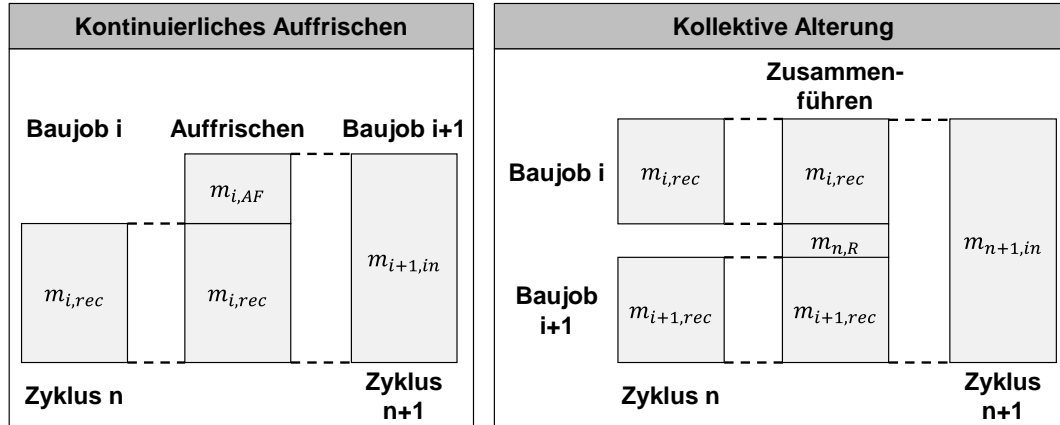 Kontinuierliches Auffrischen
Baujob i
Auffrischen
Baujob i+1
m_{i,AF}
m_{i,rec}
m_{i,rec}
m_{i+1,in}
Zyklus n
Zyklus
n+1
Kollektive Alterung
Zusammen-
führen
Baujob i
m_{i,rec}
m_{i,rec}
m_{n,R}
m_{n+1,in}
Baujob
i+1
m_{i+1,rec}
m_{i+1,rec}
Zyklus n
Zyklus
n+1